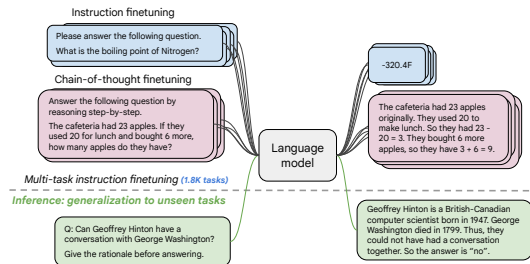 Instruction finetuning
Please answer the following question.
What is the boiling point of Nitrogen?
-320.4F
Chain-of-thought finetuning
Answer the following question by
reasoning step-by-step.
The cafeteria had 23 apples. If they
used 20 for lunch and bought 6 more,
how many apples do they have?
Language
model
The cafeteria had 23 apples
originally. They used 20 to
make lunch. So they had 23 -
20 = 3. They bought 6 more
apples, so they have 3 + 6 = 9.
Multi-task instruction finetuning (1.8K tasks)
Inference: generalization to unseen tasks
Q: Can Geoffrey Hinton have a
conversation with George Washington?
Give the rationale before answering.
Geoffrey Hinton is a British-Canadian
computer scientist born in 1947. George
Washington died in 1799. Thus, they
could not have had a conversation
together. So the answer is "no".